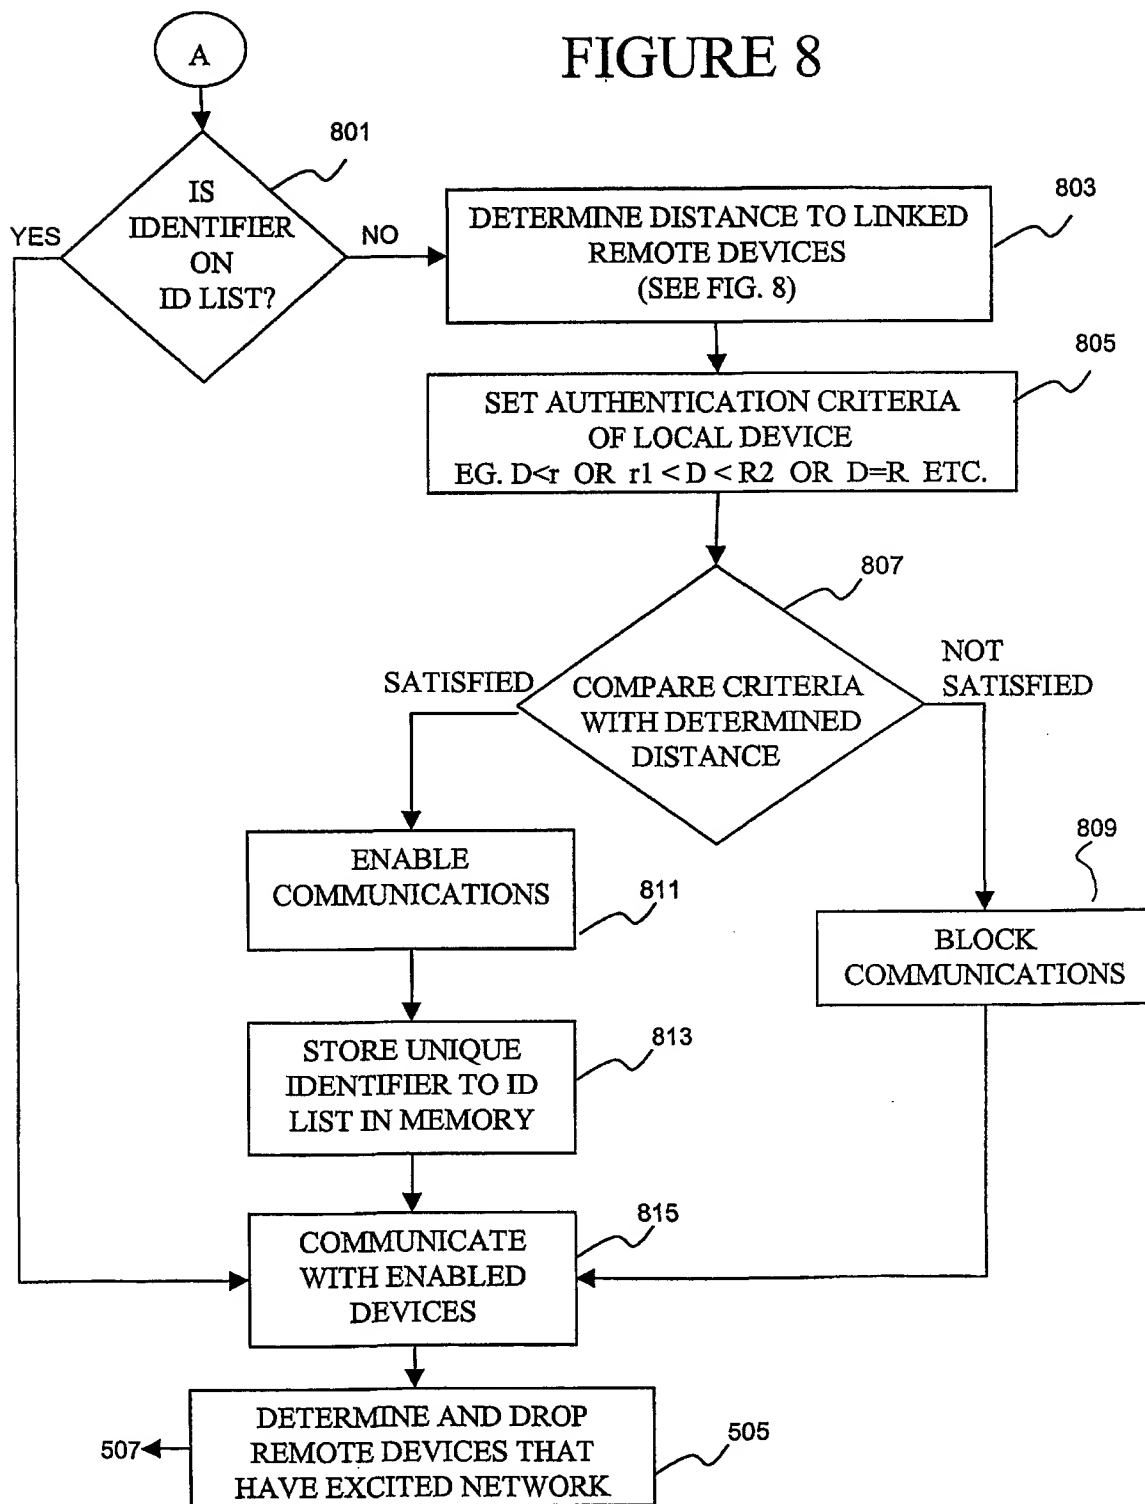 FIGURE 8
A
801
IS
IDENTIFIER
ON
ID LIST?
YES
NO
803
DETERMINE DISTANCE TO LINKED
REMOTE DEVICES
(SEE FIG. 8)
805
SET AUTHENTICATION CRITERIA
OF LOCAL DEVICE
EG. D<r OR r1 < D < R2 OR D=R ETC.
807
COMPARE CRITERIA
WITH DETERMINED
DISTANCE
SATISFIED
NOT
SATISFIED
809
BLOCK
COMMUNICATIONS
ENABLE
COMMUNICATIONS
811
STORE UNIQUE
IDENTIFIER TO ID
LIST IN MEMORY
813
COMMUNICATE
WITH ENABLED
DEVICES
815
DETERMINE AND DROP
REMOTE DEVICES THAT
HAVE EXCITED NETWORK
505
507